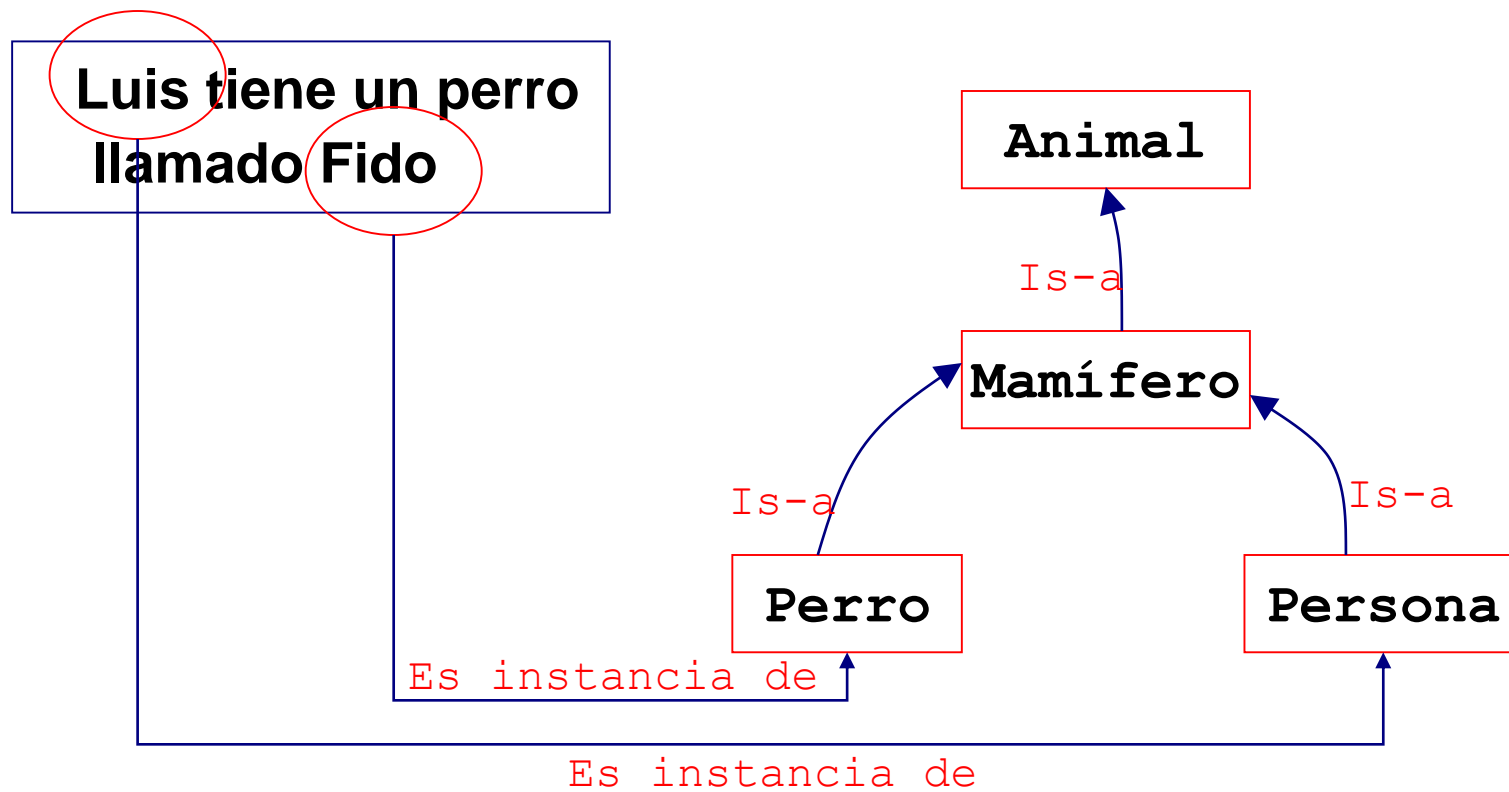 Luis tiene un perro
llamado Fido
Animal
Is-a
Mamífero
Is-a
Is-a
Perro
Persona
Es instancia de
Es instancia de